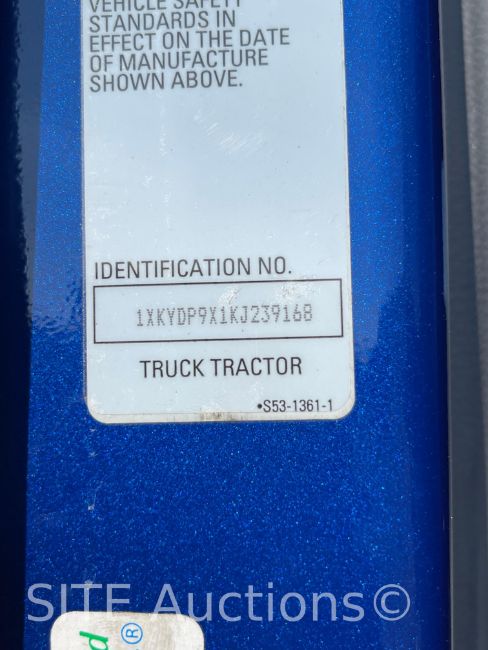 VEHICLE SAFETY
STANDARDS IN
EFFECT ON THE DATE
OF MANUFACTURE
SHOWN ABOVE.
IDENTIFICATION NO.
1XKYDP9X1KJ239168
TRUCK TRACTOR
•S53-1361-1
SITE Auctions©
d ®